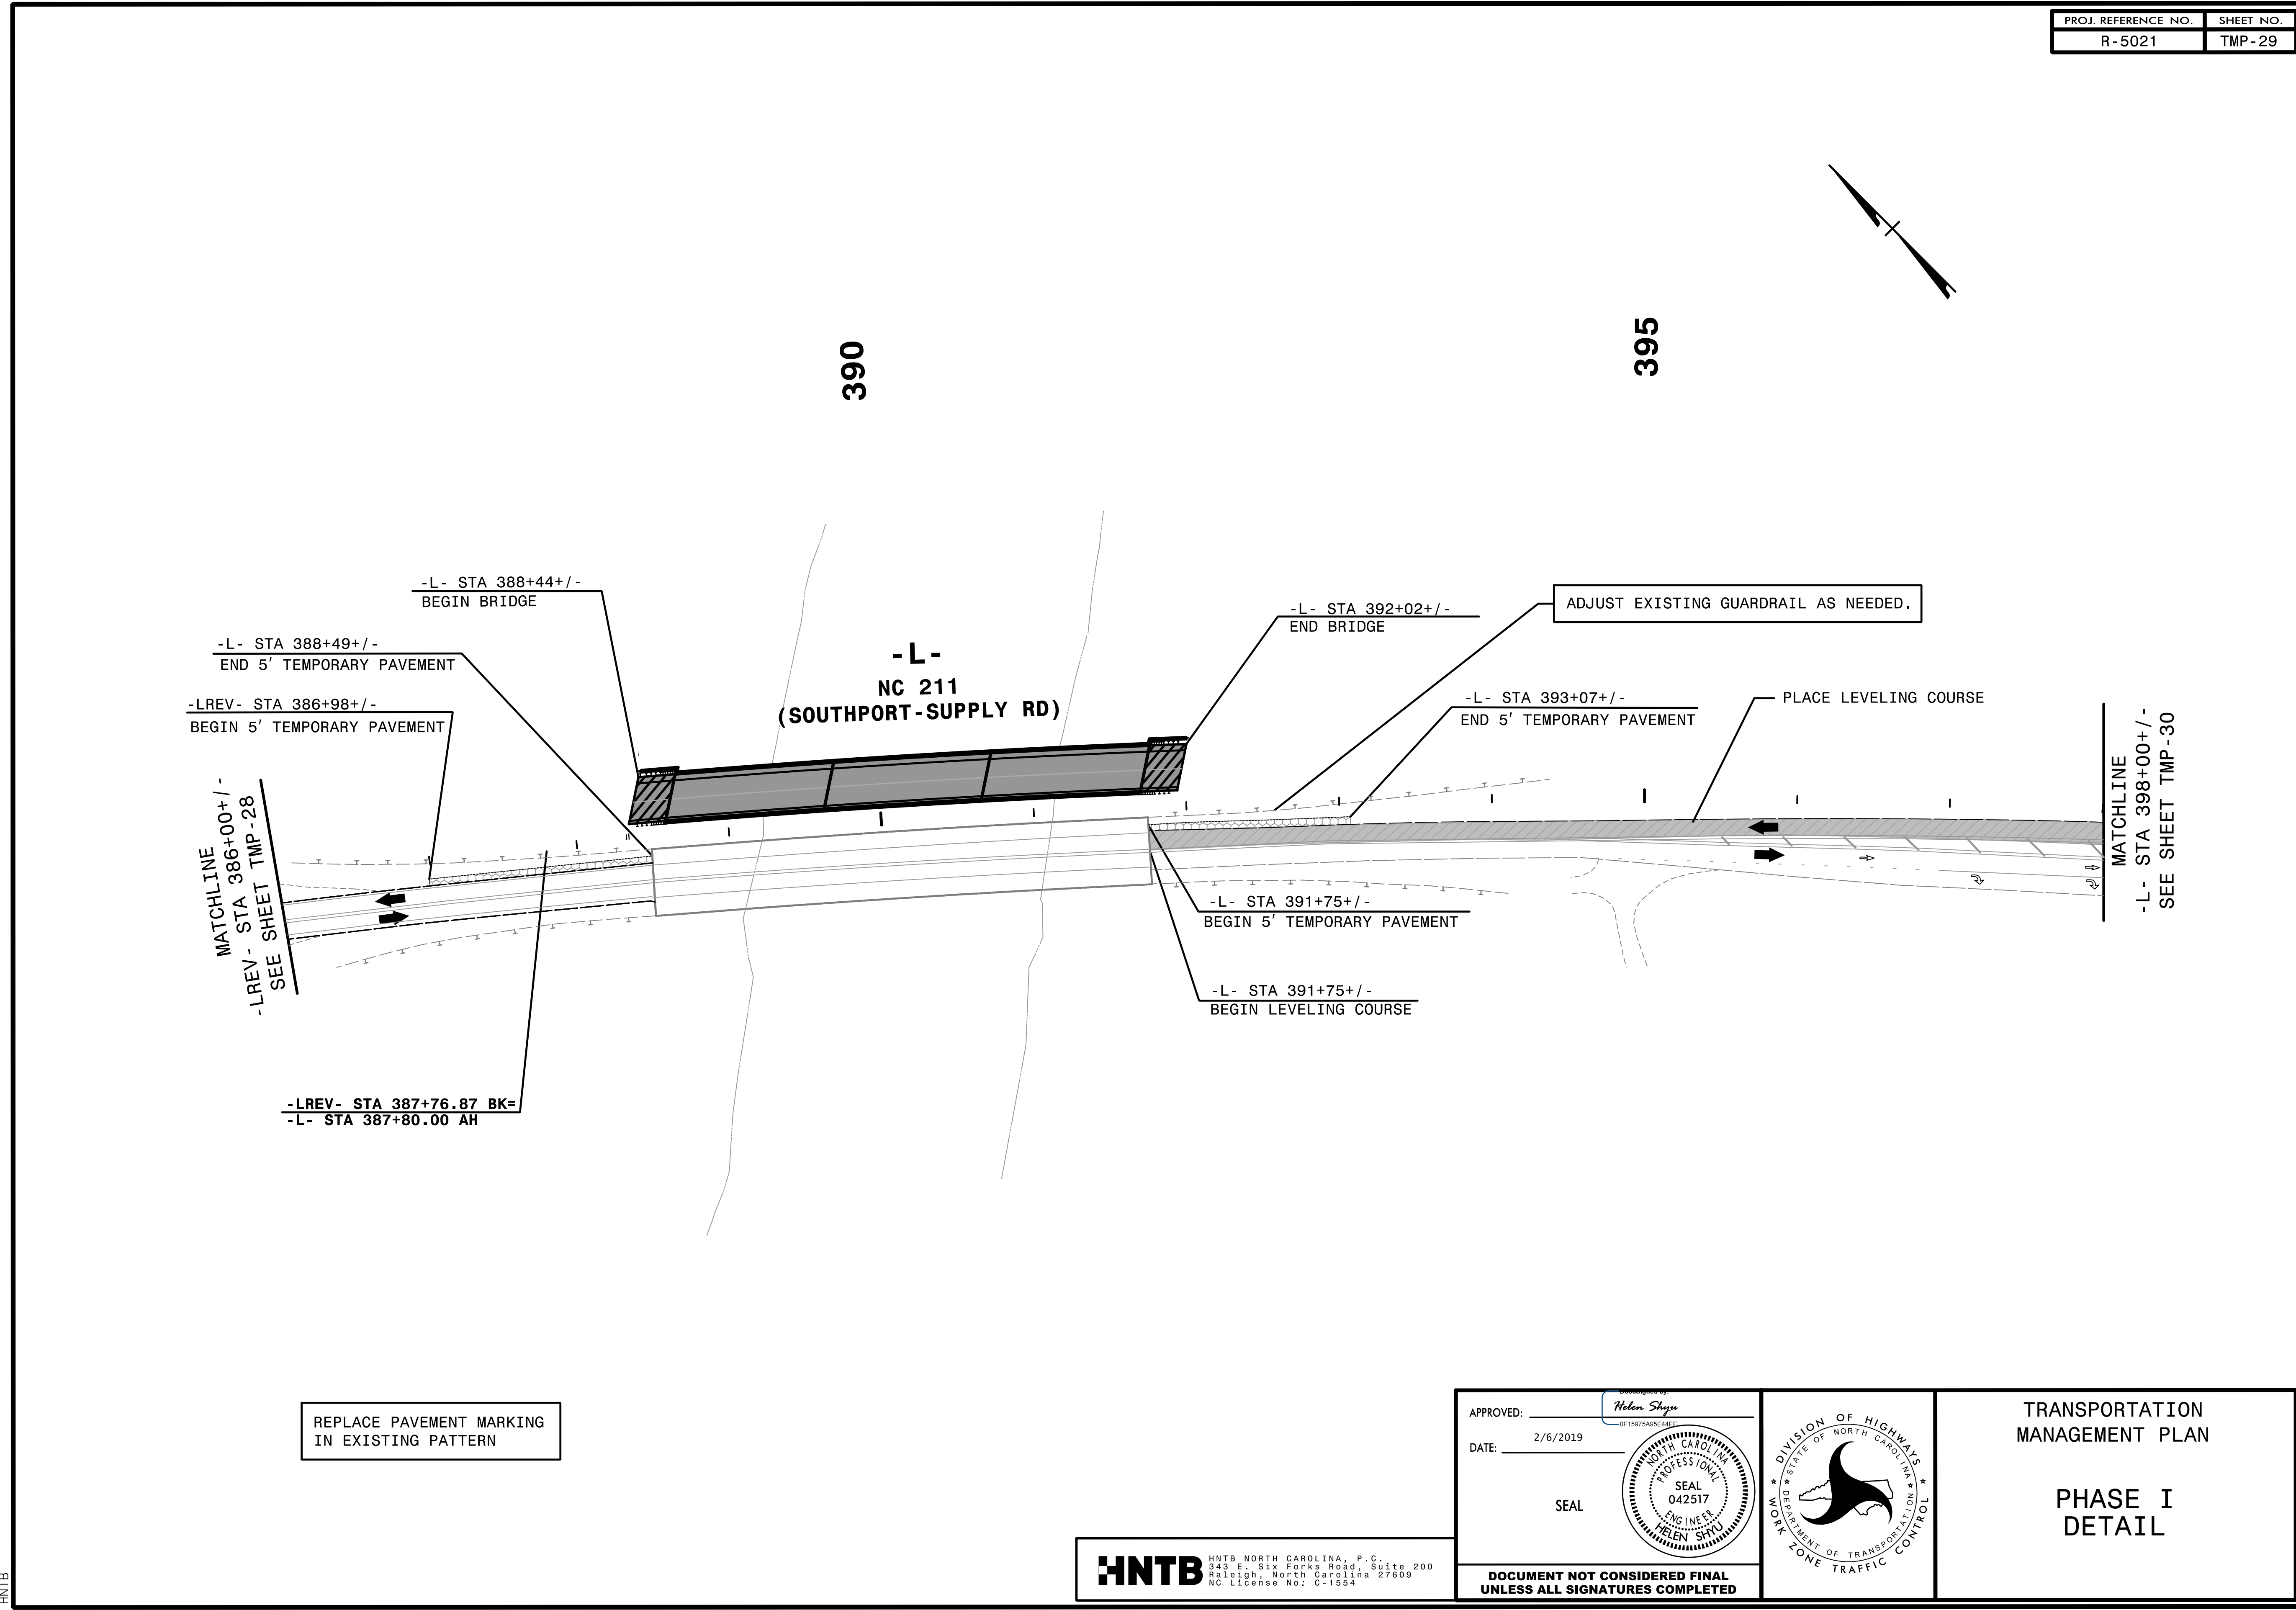 PROJ. REFERENCE NO.
SHEET NO.
R-5021
TMP-29
390
395
-L- STA 388+44+/-
BEGIN BRIDGE
-L- STA 388+49+/-
END 5' TEMPORARY PAVEMENT
-LREV- STA 386+98+/-
BEGIN 5' TEMPORARY PAVEMENT
-L-
NC 211
(SOUTHPORT-SUPPLY RD)
-L- STA 392+02+/-
END BRIDGE
ADJUST EXISTING GUARDRAIL AS NEEDED.
-L- STA 393+07+/-
END 5' TEMPORARY PAVEMENT
PLACE LEVELING COURSE
MATCHLINE
-LREV- STA 386+00+/-
SEE SHEET TMP-28
MATCHLINE
-L- STA 398+00+/-
SEE SHEET TMP-30
-L- STA 391+75+/-
BEGIN 5' TEMPORARY PAVEMENT
-L- STA 391+75+/-
BEGIN LEVELING COURSE
-LREV- STA 387+76.87 BK=
-L- STA 387+80.00 AH
REPLACE PAVEMENT MARKING
IN EXISTING PATTERN
HNTB
HNTB NORTH CAROLINA, P.C.
343 E. Six Forks Road, Suite 200
Raleigh, North Carolina 27609
NC License No: C-1554
APPROVED:
Helen Shyu
0F15975A95E44EF
DATE:
2/6/2019
SEAL
NORTH CAROLINA
PROFESSIONAL
SEAL
042517
ENGINEER
HELEN SHYU
DOCUMENT NOT CONSIDERED FINAL
UNLESS ALL SIGNATURES COMPLETED
DIVISION OF HIGHWAYS
STATE OF NORTH CAROLINA
DEPARTMENT OF TRANSPORTATION
WORK ZONE TRAFFIC CONTROL
TRANSPORTATION
MANAGEMENT PLAN
PHASE I
DETAIL
HNTB